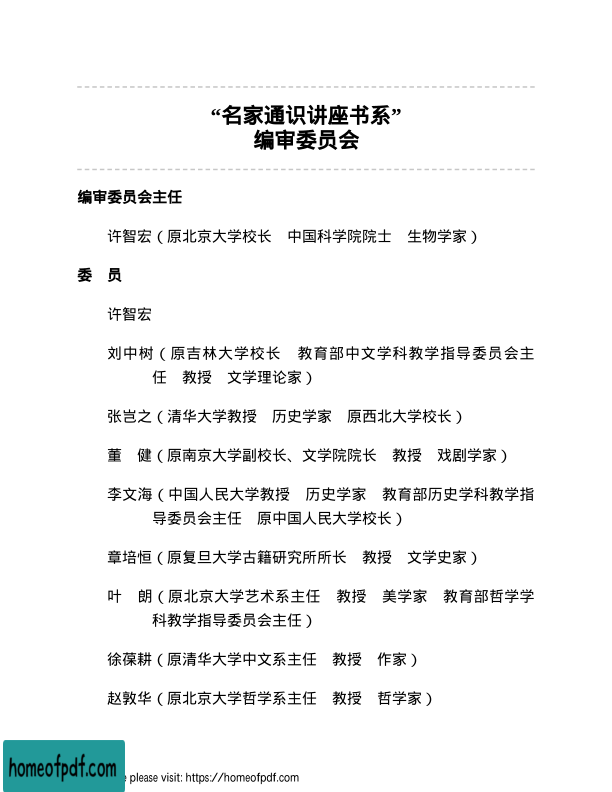 “名家通识讲座书系”
编审委员会
编审委员会主任
许智宏（原北京大学校长　中国科学院院士　生物学家）
委　员
许智宏
刘中树（原吉林大学校长　教育部中文学科教学指导委员会主
任　教授　文学理论家）
张岂之（清华大学教授　历史学家　原西北大学校长）
董　健（原南京大学副校长、文学院院长　教授　戏剧学家）
李文海（中国人民大学教授　历史学家　教育部历史学科教学指
导委员会主任　原中国人民大学校长）
章培恒（原复旦大学古籍研究所所长　教授　文学史家）
叶　朗（原北京大学艺术系主任　教授　美学家　教育部哲学学
科教学指导委员会主任）
徐葆耕（原清华大学中文系主任　教授　作家）
赵敦华（原北京大学哲学系主任　教授　哲学家）
homeofpdf.com
please visit: https://homeofpdf.com